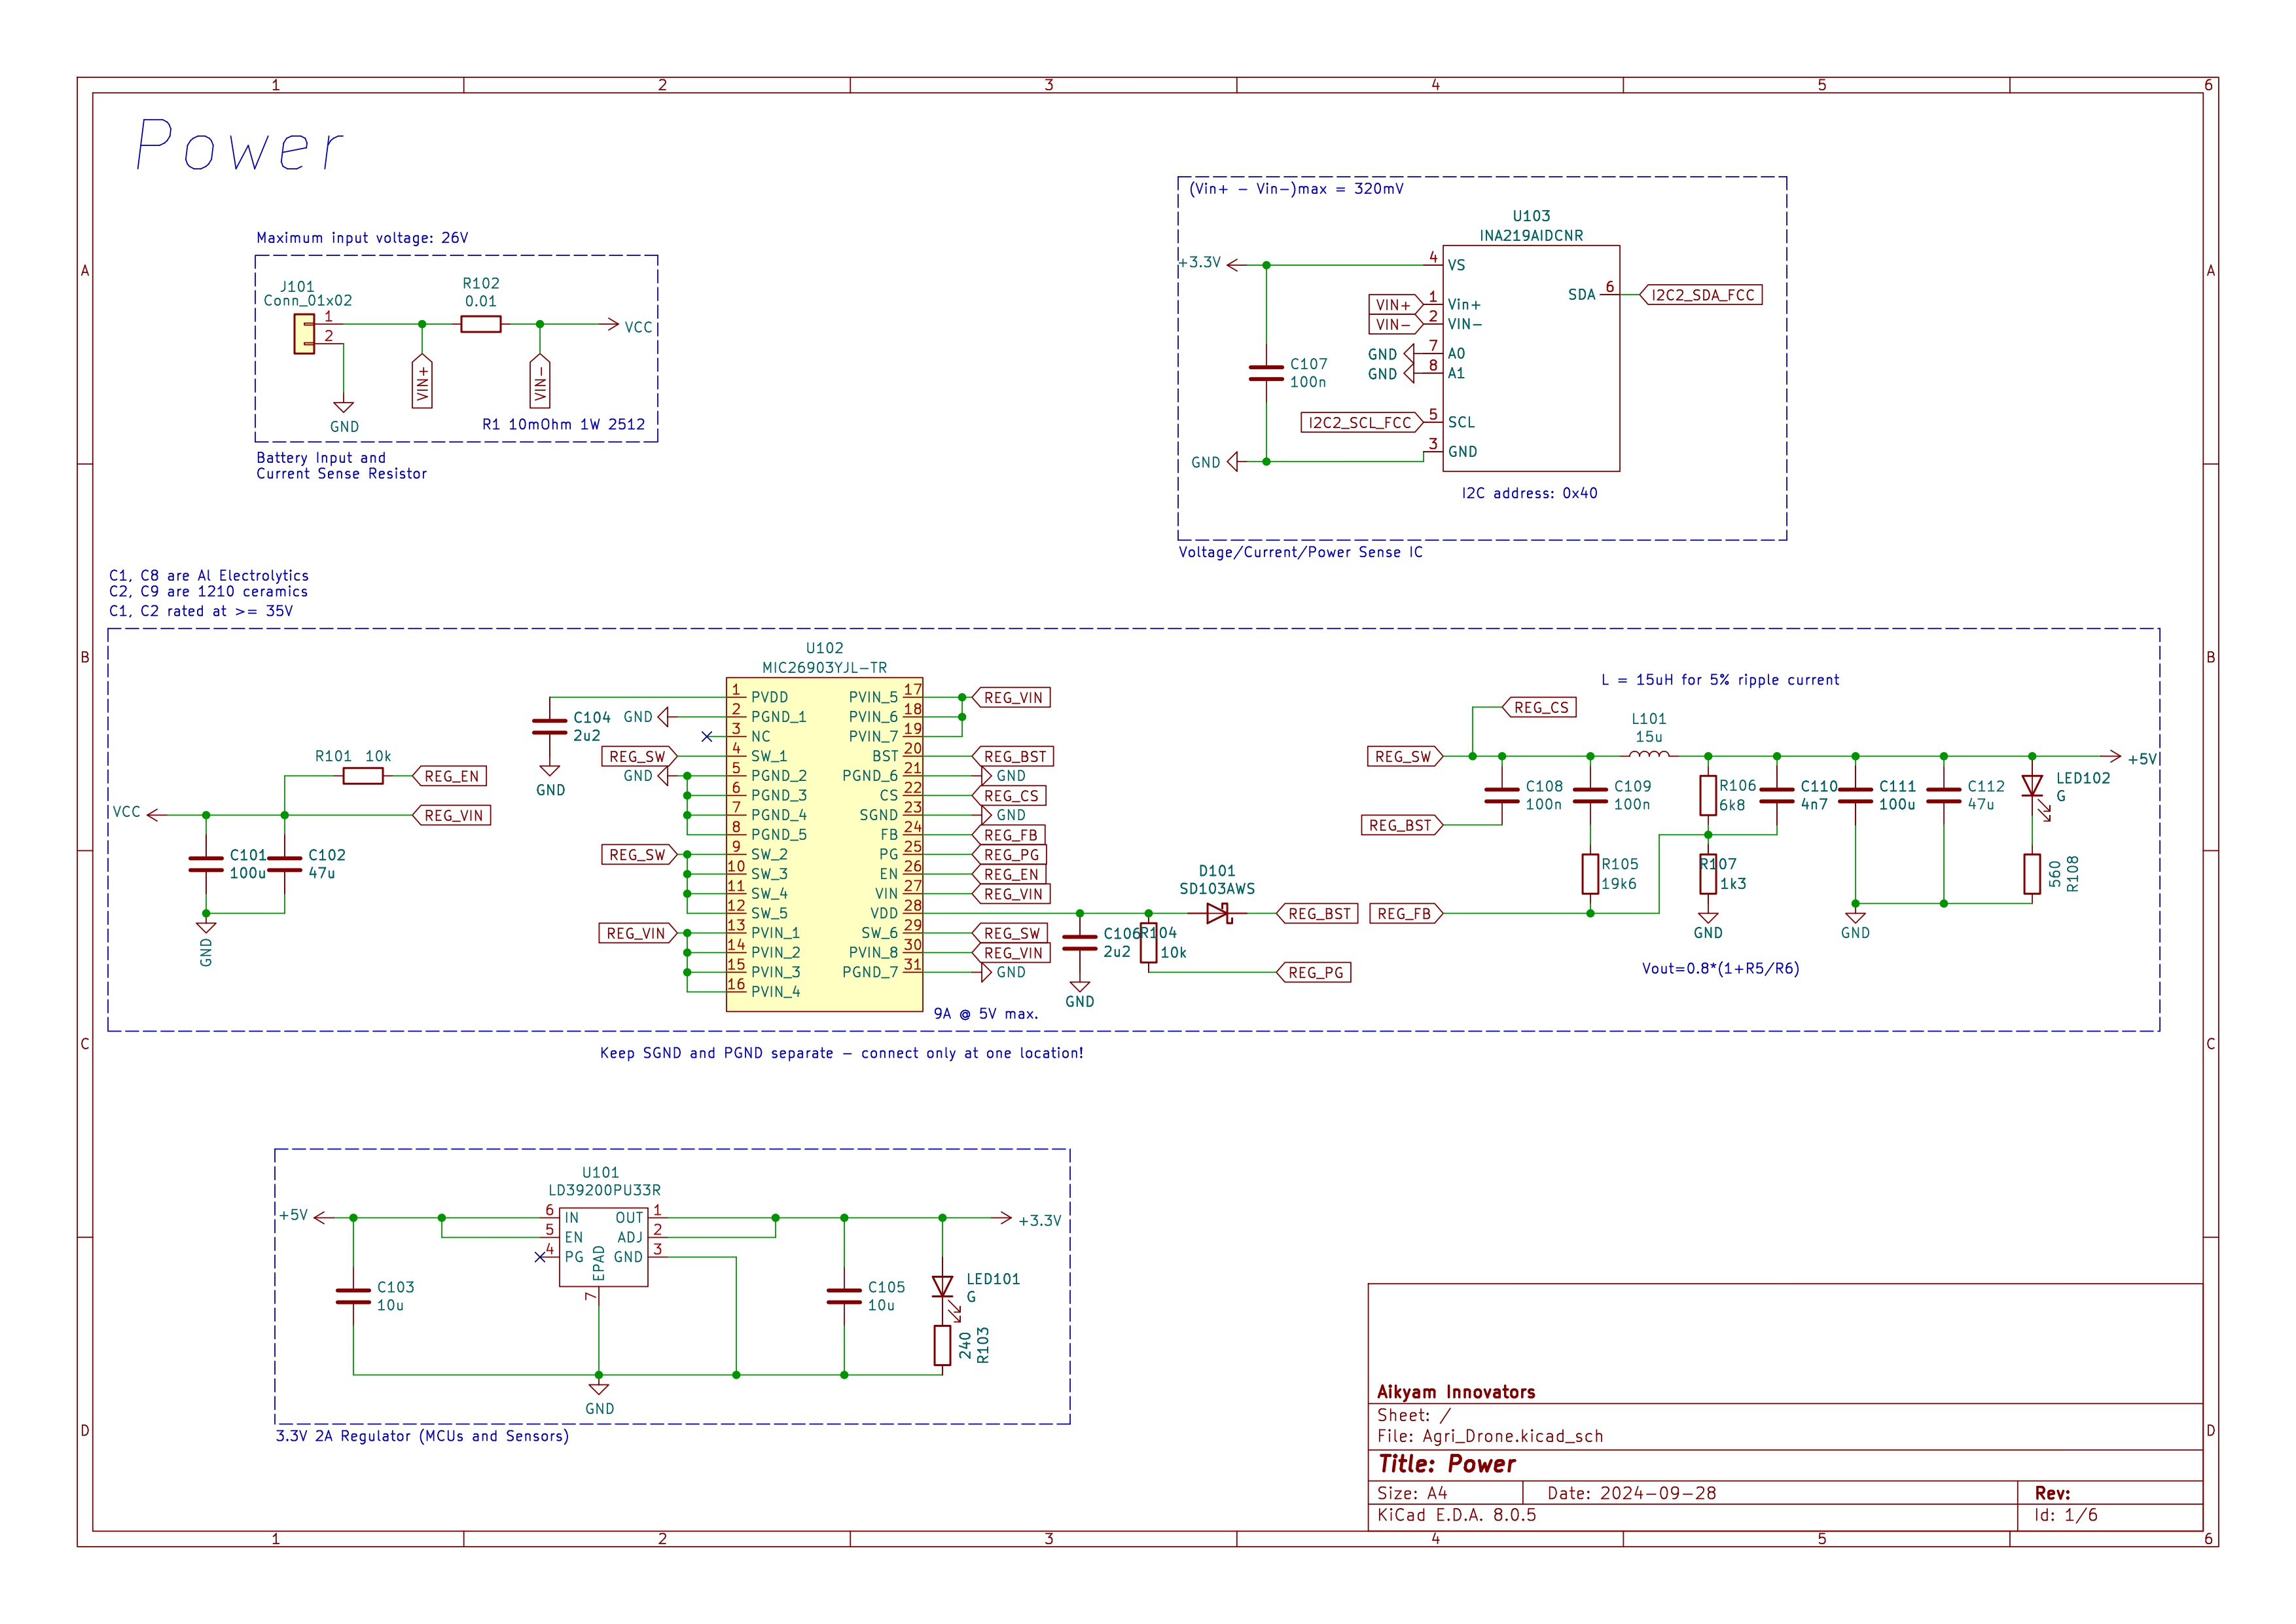 1 2 3 4 5 6
Power
Maximum input voltage: 26V
J101
Conn_01x02
1
2
R102
0.01
VCC
VIN+
VIN-
GND
R1 10mOhm 1W 2512
Battery Input and
Current Sense Resistor
(Vin+ - Vin-)max = 320mV
U103
INA219AIDCNR
+3.3V
4 VS
VIN+ 1 Vin+
VIN- 2 VIN-
GND 7 A0
GND 8 A1
I2C2_SCL_FCC 5 SCL
3 GND
SDA 6 I2C2_SDA_FCC
C107
100n
GND
I2C address: 0x40
Voltage/Current/Power Sense IC
A
A
C1, C8 are Al Electrolytics
C2, C9 are 1210 ceramics
C1, C2 rated at >= 35V
B
B
R101 10k
REG_EN
VCC
REG_VIN
C101
100u
C102
47u
GND
U102
MIC26903YJL-TR
C104
2u2
GND
1 PVDD
GND 2 PGND_1
3 NC
REG_SW 4 SW_1
GND 5 PGND_2
6 PGND_3
7 PGND_4
8 PGND_5
REG_SW 9 SW_2
10 SW_3
11 SW_4
12 SW_5
REG_VIN 13 PVIN_1
14 PVIN_2
15 PVIN_3
16 PVIN_4
PVIN_5 17 REG_VIN
PVIN_6 18
PVIN_7 19
BST 20 REG_BST
PGND_6 21 GND
CS 22 REG_CS
SGND 23 GND
FB 24 REG_FB
PG 25 REG_PG
EN 26 REG_EN
VIN 27 REG_VIN
VDD 28
SW_6 29 REG_SW
PVIN_8 30 REG_VIN
PGND_7 31 GND
9A @ 5V max.
C106
2u2
GND
R104
10k
D101
SD103AWS
REG_BST
REG_PG
L = 15uH for 5% ripple current
REG_CS
REG_SW
L101
15u
+5V
C108
100n
REG_BST
C109
100n
R105
19k6
REG_FB
R106
6k8
R107
1k3
GND
C110
4n7
C111
100u
GND
C112
47u
LED102
G
560
R108
Vout=0.8*(1+R5/R6)
Keep SGND and PGND separate - connect only at one location!
C
C
U101
LD39200PU33R
+5V
6 IN
5 EN
4 PG
OUT 1
ADJ 2
GND 3
EPAD
7
+3.3V
C103
10u
C105
10u
LED101
G
240
R103
GND
3.3V 2A Regulator (MCUs and Sensors)
D
D
Aikyam Innovators
Sheet: /
File: Agri_Drone.kicad_sch
Title: Power
Size: A4 Date: 2024-09-28 Rev:
KiCad E.D.A. 8.0.5 Id: 1/6
1 2 3 4 5 6